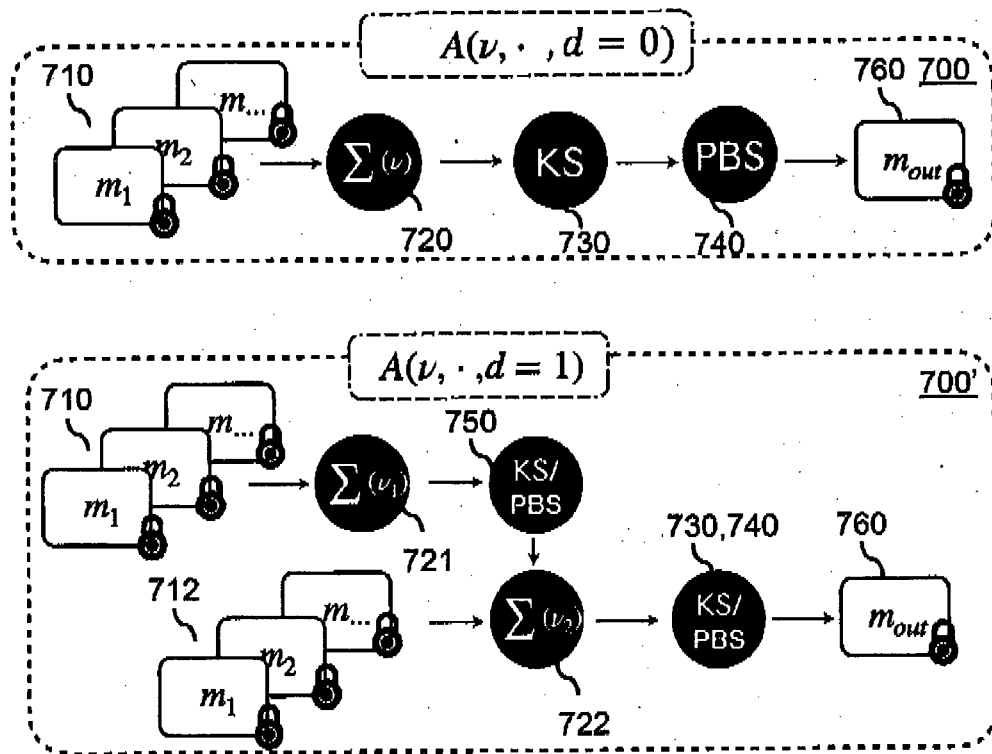 A(ν, · , d = 0)
710
760
700
m...
m2
m1
Σ(ν)
KS
PBS
mout
720
730
740
A(ν, · ,d = 1)
700'
710
750
m...
m2
m1
Σ(ν1)
KS/
PBS
721
730,740
760
712
m...
m2
m1
Σ(ν2)
KS/
PBS
mout
722